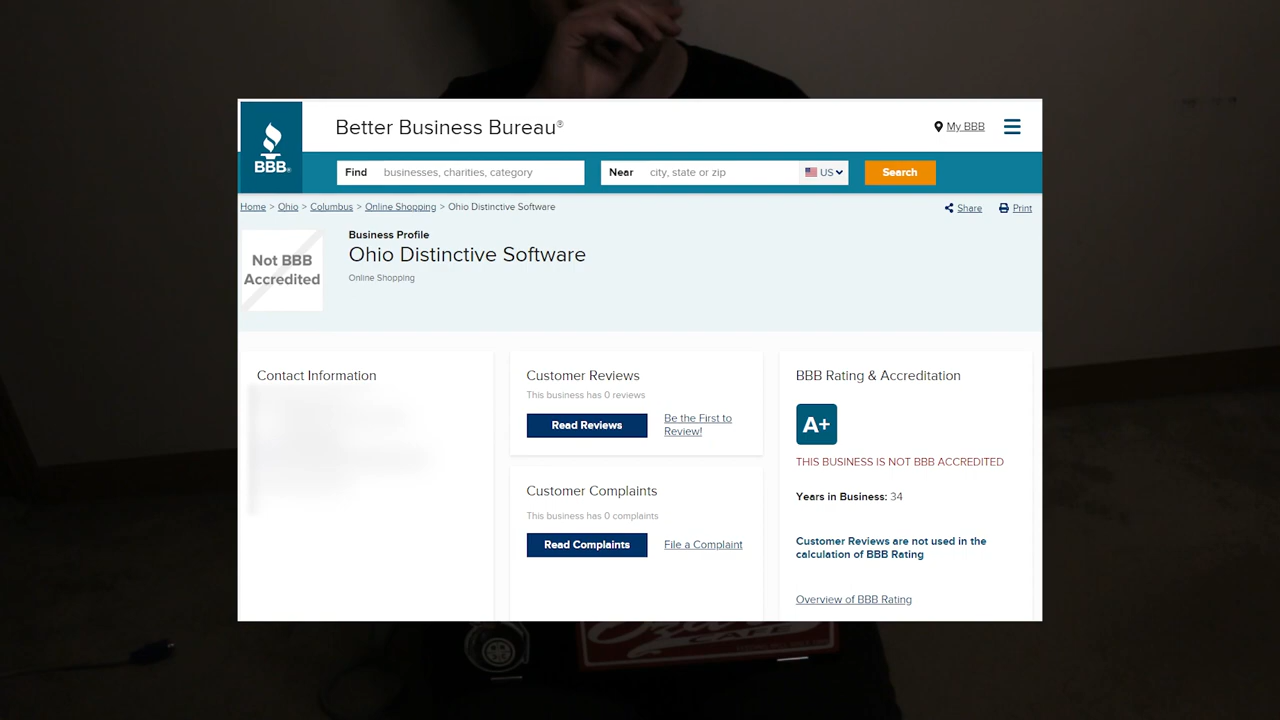 Better Business Bureau®
My BBB
BBB®
Find businesses, charities, category
Near city, state or zip US
Search
Home > Ohio > Columbus > Online Shopping > Ohio Distinctive Software
Share
Print
Not BBB
Accredited
Business Profile
Ohio Distinctive Software
Online Shopping
Contact Information
Customer Reviews
This business has 0 reviews
Read Reviews
Be the First to
Review!
Customer Complaints
This business has 0 complaints
Read Complaints
File a Complaint
BBB Rating & Accreditation
A+
THIS BUSINESS IS NOT BBB ACCREDITED
Years in Business: 34
Customer Reviews are not used in the
calculation of BBB Rating
Overview of BBB Rating